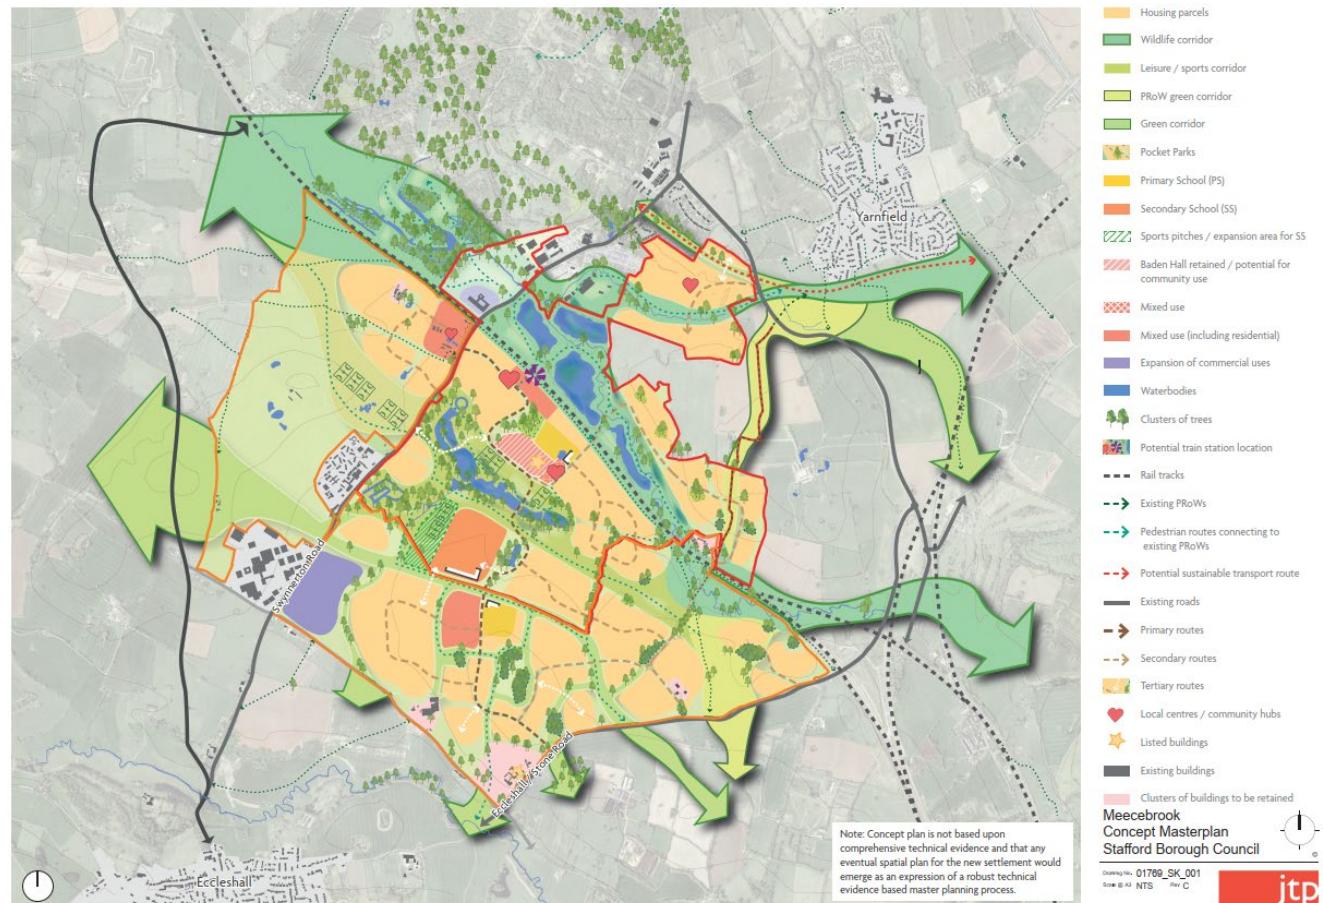 Housing parcels
Wildlife corridor
Leisure / sports corridor
PRoW green corridor
Green corridor
Pocket Parks
Primary School (PS)
Secondary School (SS)
Sports pitches / expansion area for SS
Baden Hall retained / potential for
community use
Mixed use
Mixed use (including residential)
Expansion of commercial uses
Waterbodies
Clusters of trees
Potential train station location
Rail tracks
Existing PRoWs
Pedestrian routes connecting to
existing PRoWs
Potential sustainable transport route
Existing roads
Primary routes
Secondary routes
Tertiary routes
Local centres / community hubs
Listed buildings
Existing buildings
Clusters of buildings to be retained
Yarnfield
Swynnerton Road
Eccleshall / Stone Road
Eccleshall
Note: Concept plan is not based upon
comprehensive technical evidence and that any
eventual spatial plan for the new settlement would
emerge as an expression of a robust technical
evidence based master planning process.
Meecebrook
Concept Masterplan
Stafford Borough Council
Drawing No. 01769_SK_001
Scale @ A3 NTS Rev C
jtp